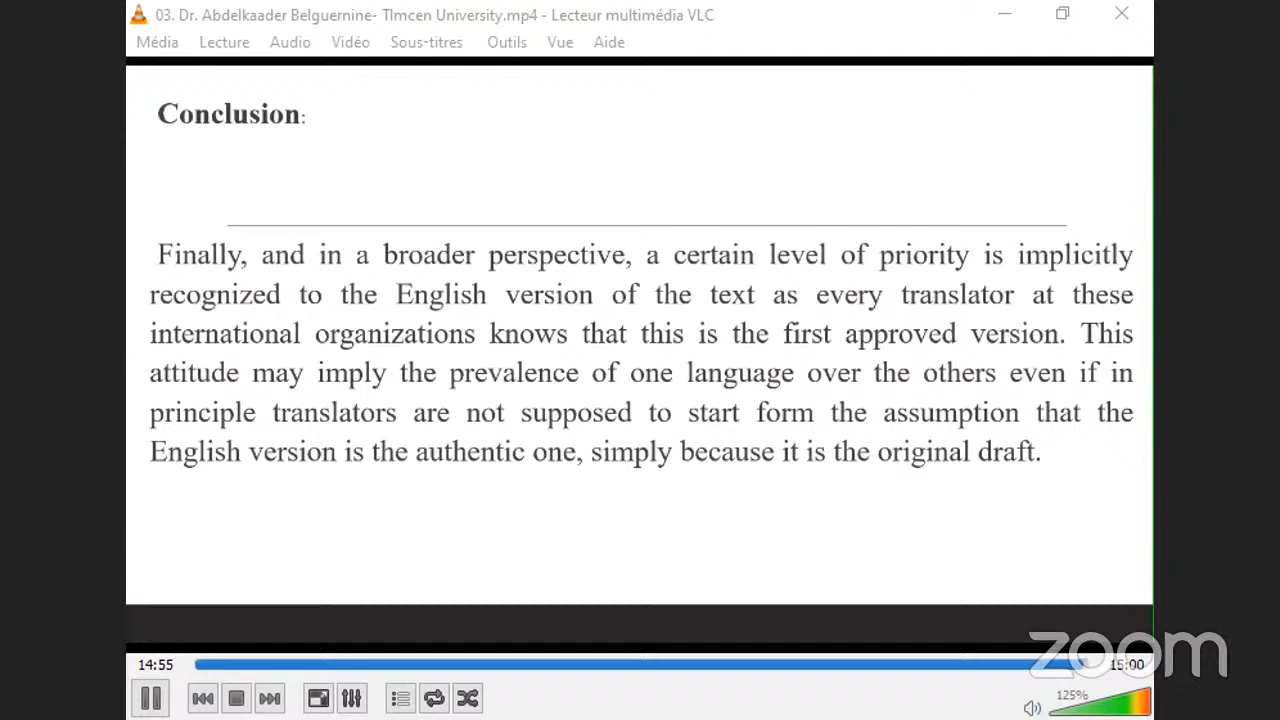 03. Dr. Abdelkaader Belguernine- Tlmcen University.mp4 - Lecteur multimédia VLC
Média Lecture Audio Vidéo Sous-titres Outils Vue Aide
Conclusion:
Finally, and in a broader perspective, a certain level of priority is implicitly
recognized to the English version of the text as every translator at these
international organizations knows that this is the first approved version. This
attitude may imply the prevalence of one language over the others even if in
principle translators are not supposed to start form the assumption that the
English version is the authentic one, simply because it is the original draft.
zoom
14:55 15:00
125%